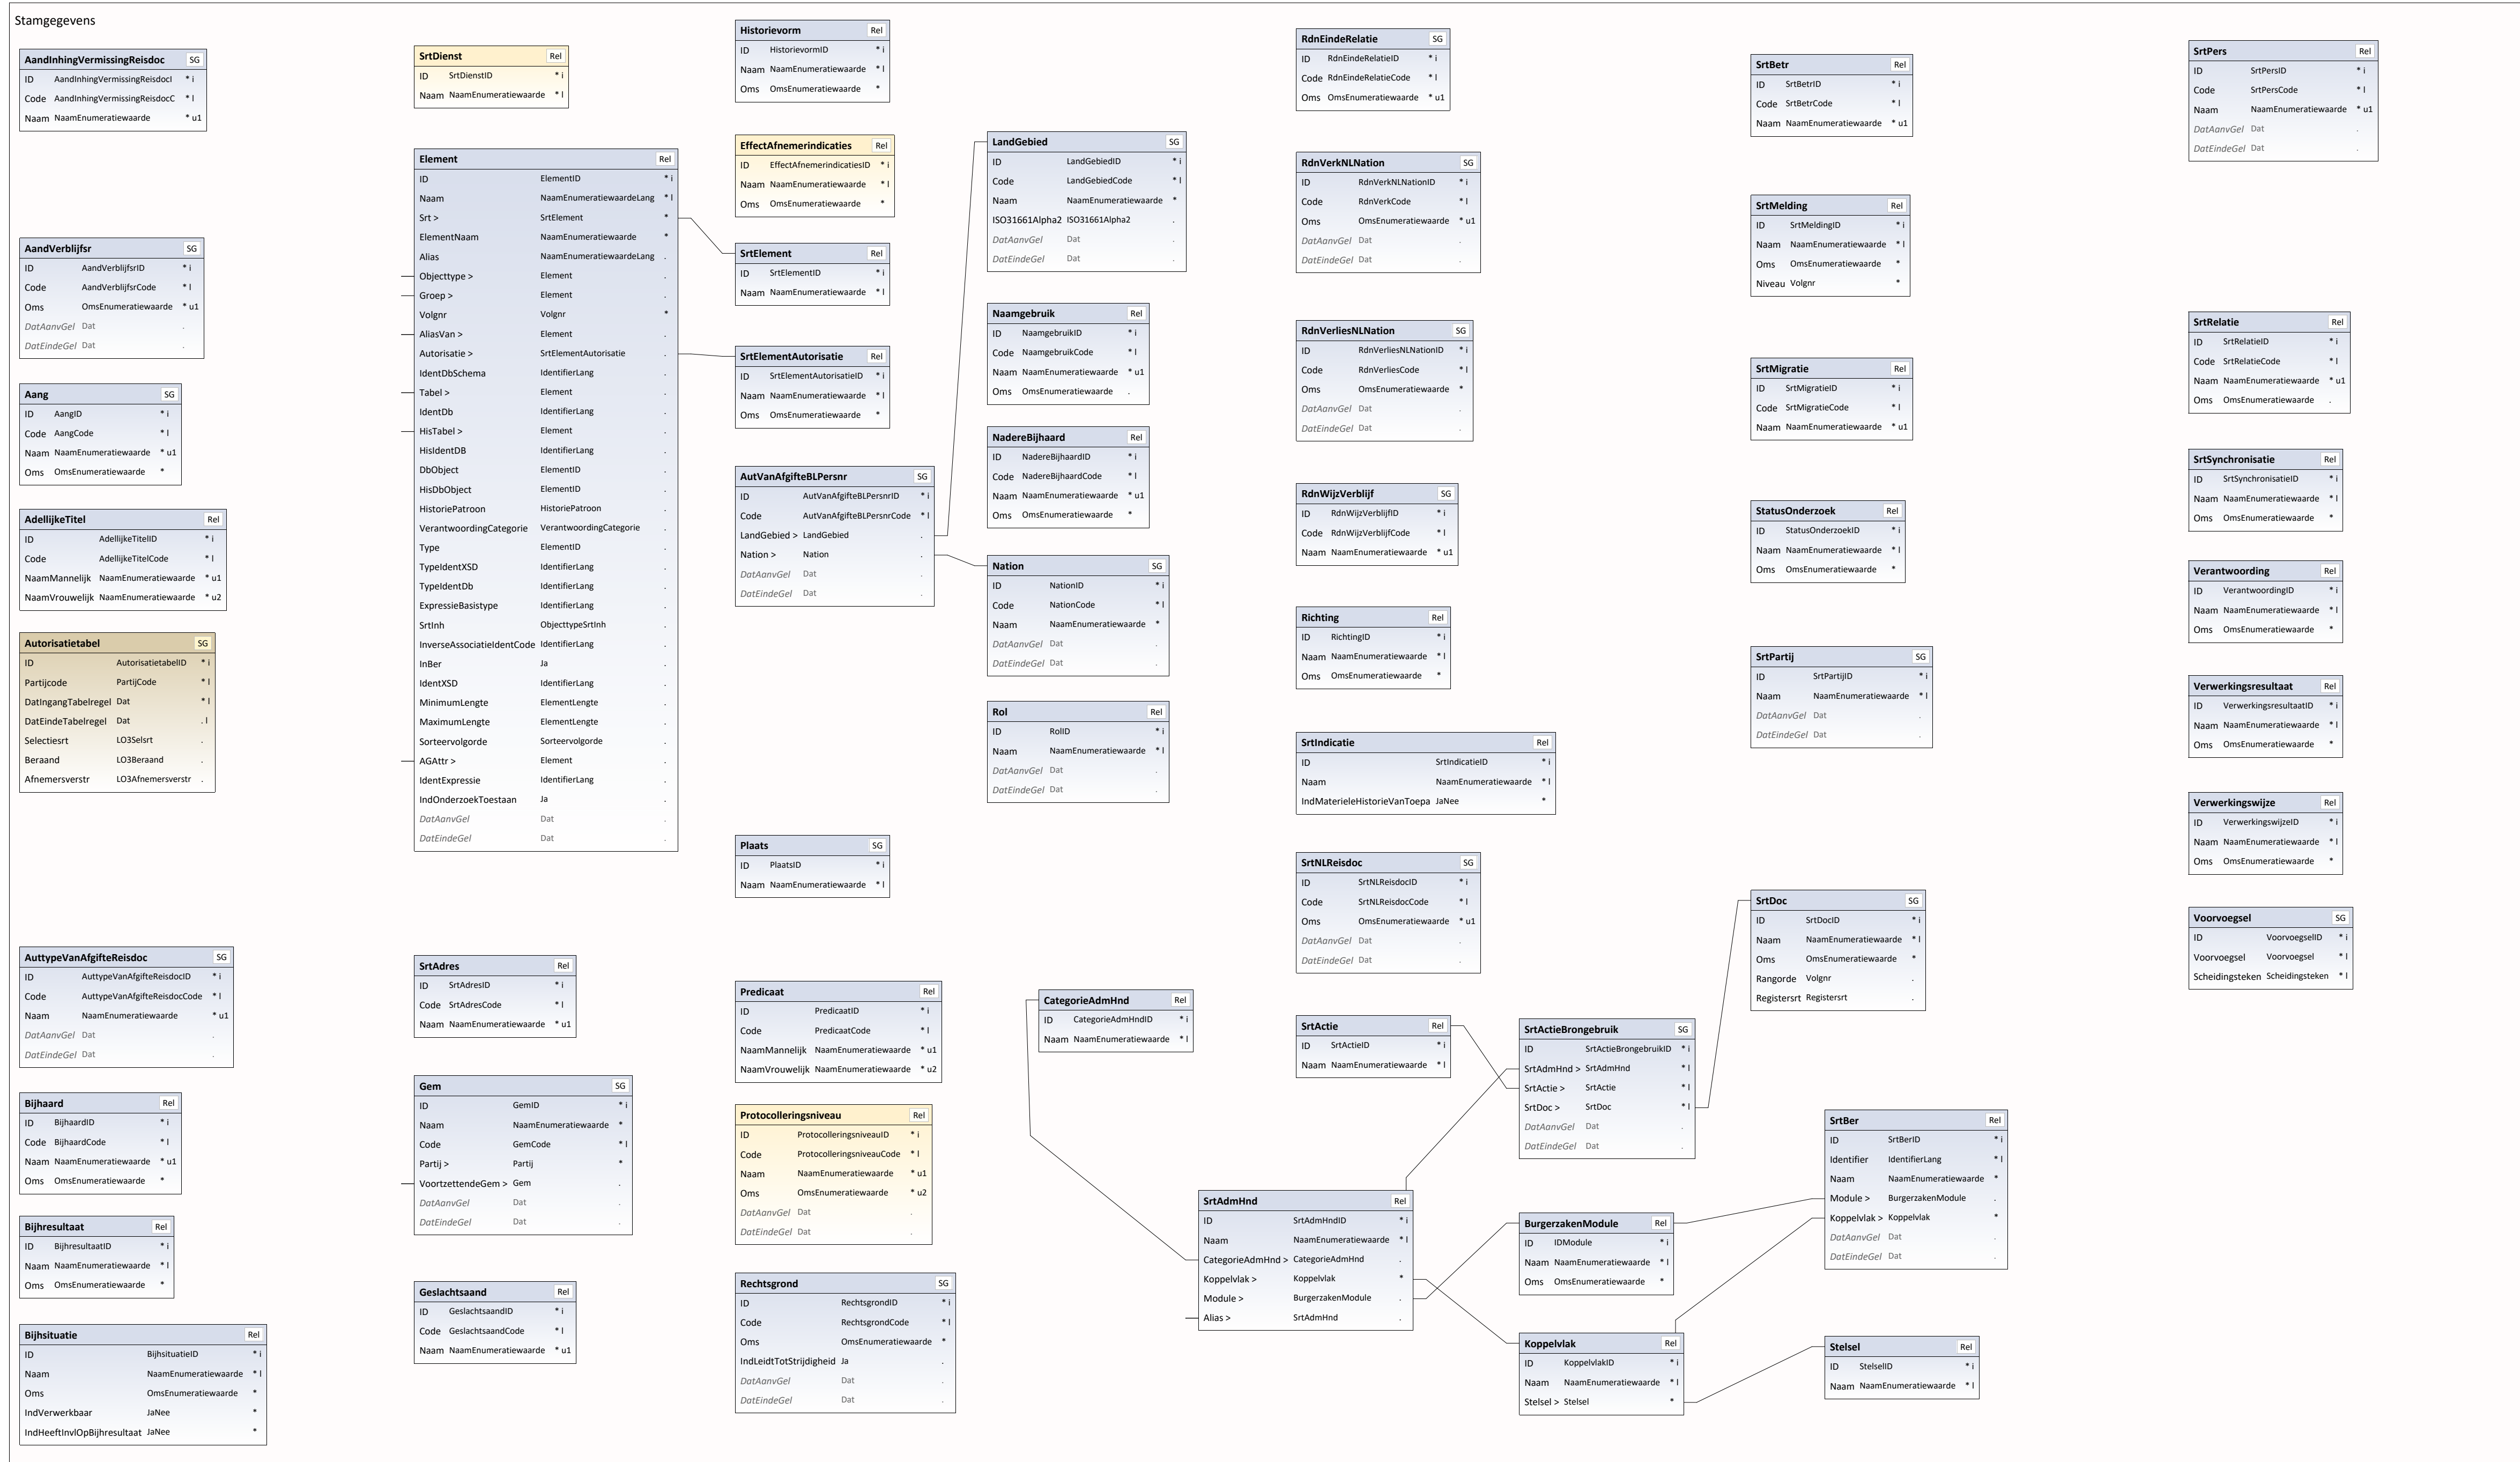 Stamgegevens
AandInhingVermissingReisdoc SG
ID AandInhingVermissingReisdocI * i
Code AandInhingVermissingReisdocC * l
Naam NaamEnumeratiewaarde * u1
AandVerblijfsr SG
ID AandVerblijfsrID * i
Code AandVerblijfsrCode * l
Oms OmsEnumeratiewaarde * u1
DatAanvGel Dat .
DatEindeGel Dat .
Aang SG
ID AangID * i
Code AangCode * l
Naam NaamEnumeratiewaarde * u1
Oms OmsEnumeratiewaarde *
AdellijkeTitel Rel
ID AdellijkeTitelID * i
Code AdellijkeTitelCode * l
NaamMannelijk NaamEnumeratiewaarde * u1
NaamVrouwelijk NaamEnumeratiewaarde * u2
Autorisatietabel SG
ID AutorisatietabelID * i
Partijcode PartijCode * l
DatIngangTabelregel Dat * l
DatEindeTabelregel Dat . l
Selectiesrt LO3Selsrt .
Beraand LO3Beraand .
Afnemersverstr LO3Afnemersverstr .
AuttypeVanAfgifteReisdoc SG
ID AuttypeVanAfgifteReisdocID * i
Code AuttypeVanAfgifteReisdocCode * l
Naam NaamEnumeratiewaarde * u1
DatAanvGel Dat .
DatEindeGel Dat .
Bijhaard Rel
ID BijhaardID * i
Code BijhaardCode * l
Naam NaamEnumeratiewaarde * u1
Oms OmsEnumeratiewaarde *
Bijhresultaat Rel
ID BijhresultaatID * i
Naam NaamEnumeratiewaarde * l
Oms OmsEnumeratiewaarde *
Bijhsituatie Rel
ID BijhsituatieID * i
Naam NaamEnumeratiewaarde * l
Oms OmsEnumeratiewaarde *
IndVerwerkbaar JaNee *
IndHeeftInvlOpBijhresultaat JaNee *
SrtDienst Rel
ID SrtDienstID * i
Naam NaamEnumeratiewaarde * l
Element Rel
ID ElementID * i
Naam NaamEnumeratiewaardeLang * l
Srt > SrtElement *
ElementNaam NaamEnumeratiewaarde *
Alias NaamEnumeratiewaardeLang .
Objecttype > Element .
Groep > Element .
Volgnr Volgnr *
AliasVan > Element .
Autorisatie > SrtElementAutorisatie .
IdentDbSchema IdentifierLang .
Tabel > Element .
IdentDb IdentifierLang .
HisTabel > Element .
HisIdentDB IdentifierLang .
DbObject ElementID .
HisDbObject ElementID .
HistoriePatroon HistoriePatroon .
VerantwoordingCategorie VerantwoordingCategorie .
Type ElementID .
TypeIdentXSD IdentifierLang .
TypeIdentDb IdentifierLang .
ExpressieBasistype IdentifierLang .
SrtInh ObjecttypeSrtInh .
InverseAssociatieIdentCode IdentifierLang .
InBer Ja .
IdentXSD IdentifierLang .
MinimumLengte ElementLengte .
MaximumLengte ElementLengte .
Sorteervolgorde Sorteervolgorde .
AGAttr > Element .
IdentExpressie IdentifierLang .
IndOnderzoekToestaan Ja .
DatAanvGel Dat .
DatEindeGel Dat .
SrtAdres Rel
ID SrtAdresID * i
Code SrtAdresCode * l
Naam NaamEnumeratiewaarde * u1
Gem SG
ID GemID * i
Naam NaamEnumeratiewaarde *
Code GemCode * l
Partij > Partij *
VoortzettendeGem > Gem .
DatAanvGel Dat .
DatEindeGel Dat .
Geslachtsaand Rel
ID GeslachtsaandID * i
Code GeslachtsaandCode * l
Naam NaamEnumeratiewaarde * u1
Historievorm Rel
ID HistorievormID * i
Naam NaamEnumeratiewaarde * l
Oms OmsEnumeratiewaarde *
EffectAfnemerindicaties Rel
ID EffectAfnemerindicatiesID * i
Naam NaamEnumeratiewaarde * l
Oms OmsEnumeratiewaarde *
SrtElement Rel
ID SrtElementID * i
Naam NaamEnumeratiewaarde * l
SrtElementAutorisatie Rel
ID SrtElementAutorisatieID * i
Naam NaamEnumeratiewaarde * l
Oms OmsEnumeratiewaarde *
AutVanAfgifteBLPersnr SG
ID AutVanAfgifteBLPersnrID * i
Code AutVanAfgifteBLPersnrCode * l
LandGebied > LandGebied .
Nation > Nation .
DatAanvGel Dat .
DatEindeGel Dat .
Plaats SG
ID PlaatsID * i
Naam NaamEnumeratiewaarde * l
Predicaat Rel
ID PredicaatID * i
Code PredicaatCode * l
NaamMannelijk NaamEnumeratiewaarde * u1
NaamVrouwelijk NaamEnumeratiewaarde * u2
Protocolleringsniveau Rel
ID ProtocolleringsniveauID * i
Code ProtocolleringsniveauCode * l
Naam NaamEnumeratiewaarde * u1
Oms OmsEnumeratiewaarde * u2
DatAanvGel Dat .
DatEindeGel Dat .
Rechtsgrond SG
ID RechtsgrondID * i
Code RechtsgrondCode * l
Oms OmsEnumeratiewaarde *
IndLeidtTotStrijdigheid Ja .
DatAanvGel Dat .
DatEindeGel Dat .
LandGebied SG
ID LandGebiedID * i
Code LandGebiedCode * l
Naam NaamEnumeratiewaarde *
ISO31661Alpha2 ISO31661Alpha2 .
DatAanvGel Dat .
DatEindeGel Dat .
Naamgebruik Rel
ID NaamgebruikID * i
Code NaamgebruikCode * l
Naam NaamEnumeratiewaarde * u1
Oms OmsEnumeratiewaarde .
NadereBijhaard Rel
ID NadereBijhaardID * i
Code NadereBijhaardCode * l
Naam NaamEnumeratiewaarde * u1
Oms OmsEnumeratiewaarde *
Nation SG
ID NationID * i
Code NationCode * l
Naam NaamEnumeratiewaarde *
DatAanvGel Dat .
DatEindeGel Dat .
Rol Rel
ID RolID * i
Naam NaamEnumeratiewaarde * l
DatAanvGel Dat .
DatEindeGel Dat .
CategorieAdmHnd Rel
ID CategorieAdmHndID * i
Naam NaamEnumeratiewaarde * l
SrtAdmHnd Rel
ID SrtAdmHndID * i
Naam NaamEnumeratiewaarde * l
CategorieAdmHnd > CategorieAdmHnd .
Koppelvlak > Koppelvlak *
Module > BurgerzakenModule .
Alias > SrtAdmHnd .
RdnEindeRelatie SG
ID RdnEindeRelatieID * i
Code RdnEindeRelatieCode * l
Oms OmsEnumeratiewaarde * u1
RdnVerkNLNation SG
ID RdnVerkNLNationID * i
Code RdnVerkCode * l
Oms OmsEnumeratiewaarde * u1
DatAanvGel Dat .
DatEindeGel Dat .
RdnVerliesNLNation SG
ID RdnVerliesNLNationID * i
Code RdnVerliesCode * l
Oms OmsEnumeratiewaarde *
DatAanvGel Dat .
DatEindeGel Dat .
RdnWijzVerblijf SG
ID RdnWijzVerblijfID * i
Code RdnWijzVerblijfCode * l
Naam NaamEnumeratiewaarde * u1
Richting Rel
ID RichtingID * i
Naam NaamEnumeratiewaarde * l
Oms OmsEnumeratiewaarde *
SrtIndicatie Rel
ID SrtIndicatieID * i
Naam NaamEnumeratiewaarde * l
IndMaterieleHistorieVanToepa JaNee *
SrtNLReisdoc SG
ID SrtNLReisdocID * i
Code SrtNLReisdocCode * l
Oms OmsEnumeratiewaarde * u1
DatAanvGel Dat .
DatEindeGel Dat .
SrtActie Rel
ID SrtActieID * i
Naam NaamEnumeratiewaarde * l
SrtActieBrongebruik SG
ID SrtActieBrongebruikID * i
SrtAdmHnd > SrtAdmHnd * l
SrtActie > SrtActie * l
SrtDoc > SrtDoc * l
DatAanvGel Dat .
DatEindeGel Dat .
BurgerzakenModule Rel
ID IDModule * i
Naam NaamEnumeratiewaarde * l
Oms OmsEnumeratiewaarde *
Koppelvlak Rel
ID KoppelvlakID * i
Naam NaamEnumeratiewaarde * l
Stelsel > Stelsel *
SrtBetr Rel
ID SrtBetrID * i
Code SrtBetrCode * l
Naam NaamEnumeratiewaarde * u1
SrtMelding Rel
ID SrtMeldingID * i
Naam NaamEnumeratiewaarde * l
Oms OmsEnumeratiewaarde *
Niveau Volgnr *
SrtMigratie Rel
ID SrtMigratieID * i
Code SrtMigratieCode * l
Naam NaamEnumeratiewaarde * u1
StatusOnderzoek Rel
ID StatusOnderzoekID * i
Naam NaamEnumeratiewaarde * l
Oms OmsEnumeratiewaarde *
SrtPartij SG
ID SrtPartijID * i
Naam NaamEnumeratiewaarde * l
DatAanvGel Dat .
DatEindeGel Dat .
SrtDoc SG
ID SrtDocID * i
Naam NaamEnumeratiewaarde * l
Oms OmsEnumeratiewaarde *
Rangorde Volgnr .
Registersrt Registersrt .
SrtBer Rel
ID SrtBerID * i
Identifier IdentifierLang * l
Naam NaamEnumeratiewaarde *
Module > BurgerzakenModule .
Koppelvlak > Koppelvlak *
DatAanvGel Dat .
DatEindeGel Dat .
Stelsel Rel
ID StelselID * i
Naam NaamEnumeratiewaarde * l
SrtPers Rel
ID SrtPersID * i
Code SrtPersCode * l
Naam NaamEnumeratiewaarde * u1
DatAanvGel Dat .
DatEindeGel Dat .
SrtRelatie Rel
ID SrtRelatieID * i
Code SrtRelatieCode * l
Naam NaamEnumeratiewaarde * u1
Oms OmsEnumeratiewaarde .
SrtSynchronisatie Rel
ID SrtSynchronisatieID * i
Naam NaamEnumeratiewaarde * l
Oms OmsEnumeratiewaarde *
Verantwoording Rel
ID VerantwoordingID * i
Naam NaamEnumeratiewaarde * l
Oms OmsEnumeratiewaarde *
Verwerkingsresultaat Rel
ID VerwerkingsresultaatID * i
Naam NaamEnumeratiewaarde * l
Oms OmsEnumeratiewaarde *
Verwerkingswijze Rel
ID VerwerkingswijzeID * i
Naam NaamEnumeratiewaarde * l
Oms OmsEnumeratiewaarde *
Voorvoegsel SG
ID VoorvoegselID * i
Voorvoegsel Voorvoegsel * l
Scheidingsteken Scheidingsteken * l